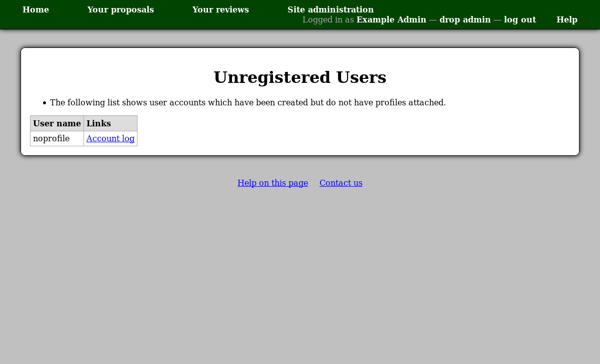 Home Your proposals Your reviews Site administration
Logged in as Example Admin — drop admin — log out Help
Unregistered Users
• The following list shows user accounts which have been created but do not have profiles attached.
User name Links
noprofile Account log
Help on this page Contact us